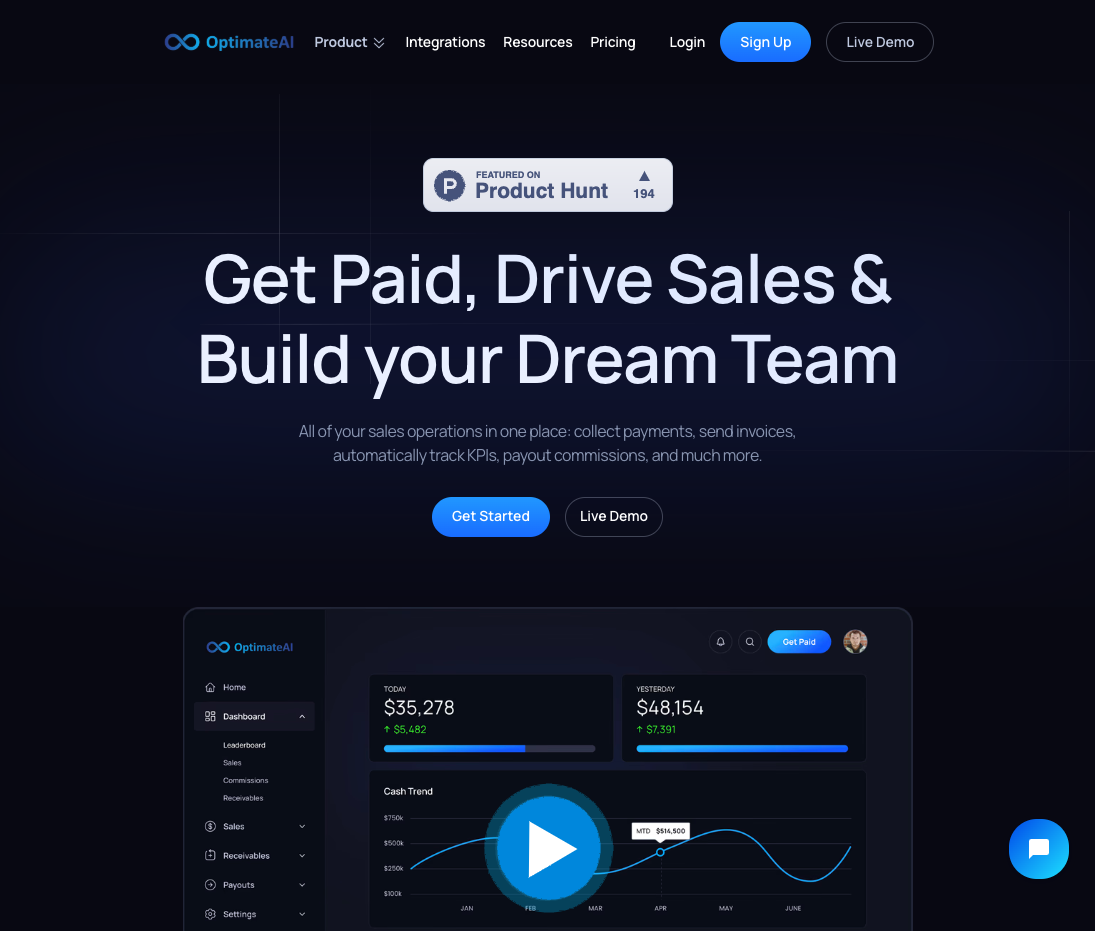 OptimateAI
Product
Integrations
Resources
Pricing
Login
Sign Up
Live Demo
FEATURED ON
Product Hunt
194
Get Paid, Drive Sales &
Build your Dream Team
All of your sales operations in one place: collect payments, send invoices,
automatically track KPIs, payout commissions, and much more.
Get Started
Live Demo
OptimateAI
Get Paid
Home
Dashboard
Leaderboard
Sales
Commissions
Receivables
Sales
Receivables
Payouts
Settings
TODAY
$35,278
$5,482
YESTERDAY
$48,154
$7,391
Cash Trend
$750k
$500k
$250k
$100k
MTD $514,500
JAN
FEB
MAR
APR
MAY
JUNE